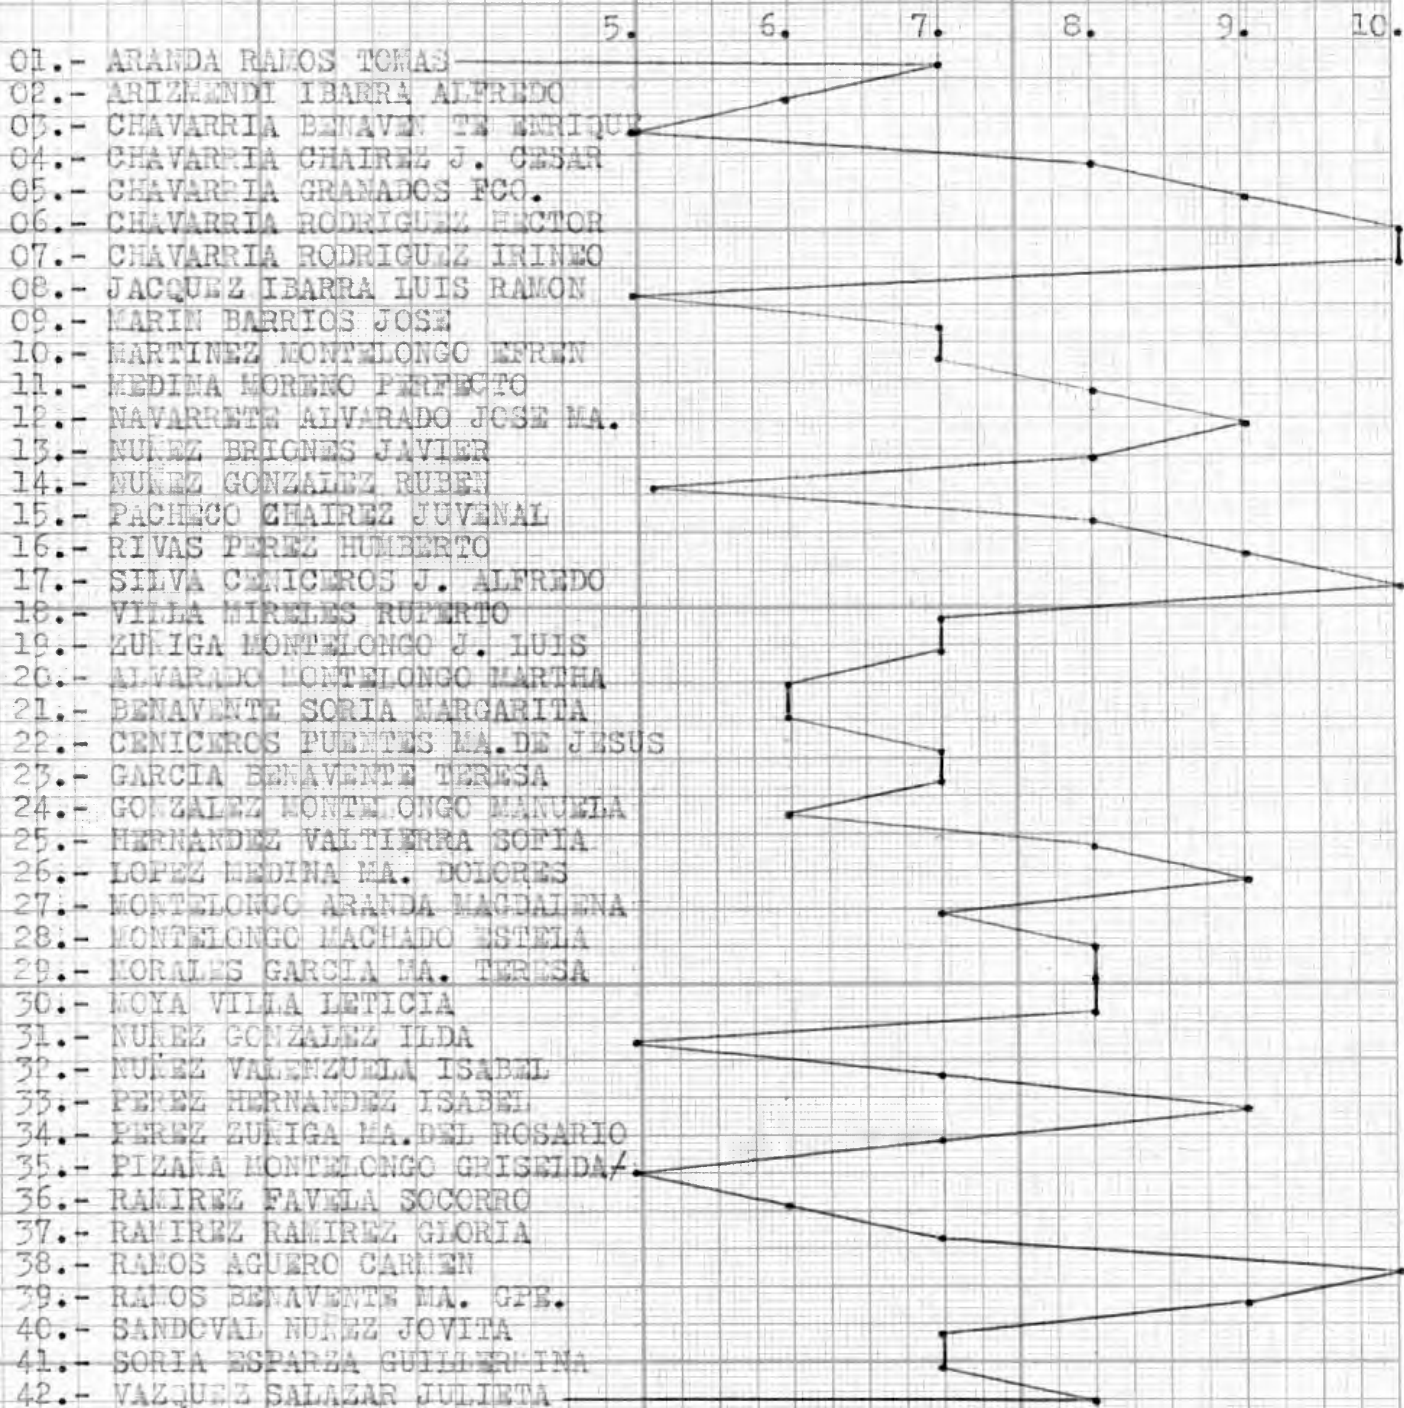 5. 6. 7. 8. 9. 10.
01.- ARANDA RAMOS TOMAS
02.- ARIZMENDI IBARRA ALFREDO
03.- CHAVARRIA BENAVEN TE ENRIQUE
04.- CHAVARRIA CHAIREZ J. CESAR
05.- CHAVARRIA GRANADOS FCO.
06.- CHAVARRIA RODRIGUEZ HECTOR
07.- CHAVARRIA RODRIGUEZ IRINEO
08.- JACQUEZ IBARRA LUIS RAMON
09.- MARIN BARRIOS JOSE
10.- MARTINEZ MONTELONGO EFREN
11.- MEDINA MORENO PERFECTO
12.- NAVARRETE ALVARADO JOSE MA.
13.- NUÑEZ BRIONES JAVIER
14.- NUÑEZ GONZALEZ RUBEN
15.- PACHECO CHAIREZ JUVENAL
16.- RIVAS PEREZ HUMBERTO
17.- SILVA CENICEROS J. ALFREDO
18.- VILLA MIRELES RUPERTO
19.- ZUÑIGA MONTELONGO J. LUIS
20.- ALVARADO MONTELONGO MARTHA
21.- BENAVENTE SORIA MARGARITA
22.- CENICEROS FUENTES MA.DE JESUS
23.- GARCIA BENAVENTE TERESA
24.- GONZALEZ MONTELONGO MANUELA
25.- HERNANDEZ VALTIERRA SOFIA
26.- LOPEZ MEDINA MA. DOLORES
27.- MONTELONGO ARANDA MAGDALENA
28.- MONTELONGO MACHADO ESTELA
29.- MORALES GARCIA MA. TERESA
30.- MOYA VILLA LETICIA
31.- NUÑEZ GONZALEZ ILDA
32.- NUÑEZ VALENZUELA ISABEL
33.- PEREZ HERNANDEZ ISABEL
34.- PEREZ ZUÑIGA MA.DEL ROSARIO
35.- PIZAÑA MONTELONGO GRISELDA/
36.- RAMIREZ FAVELA SOCORRO
37.- RAMIREZ RAMIREZ GLORIA
38.- RAMOS AGUERO CARMEN
39.- RAMOS BENAVENTE MA. GPE.
40.- SANDOVAL NUÑEZ JOVITA
41.- SORIA ESPARZA GUILLERMINA
42.- VAZQUEZ SALAZAR JULIETA